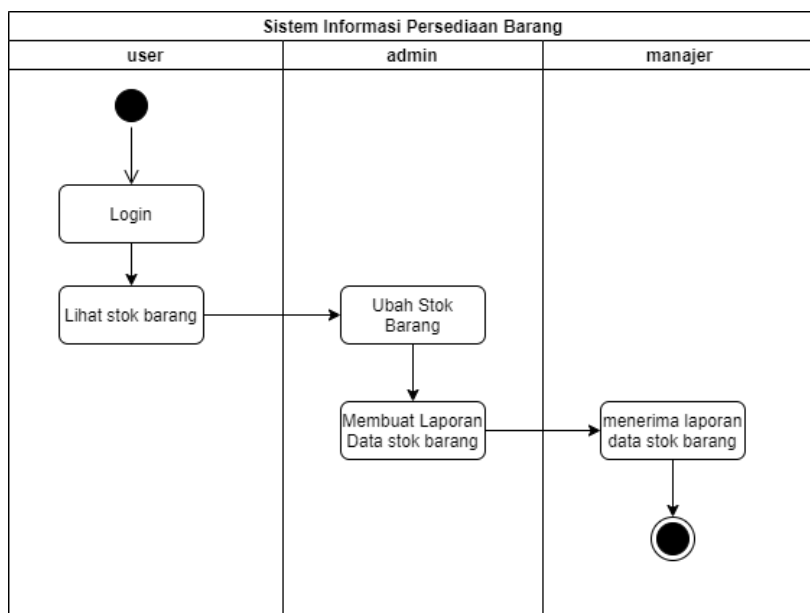 Sistem Informasi Persediaan Barang
user
admin
manajer
Login
Lihat stok barang
Ubah Stok
Barang
Membuat Laporan
Data stok barang
menerima laporan
data stok barang